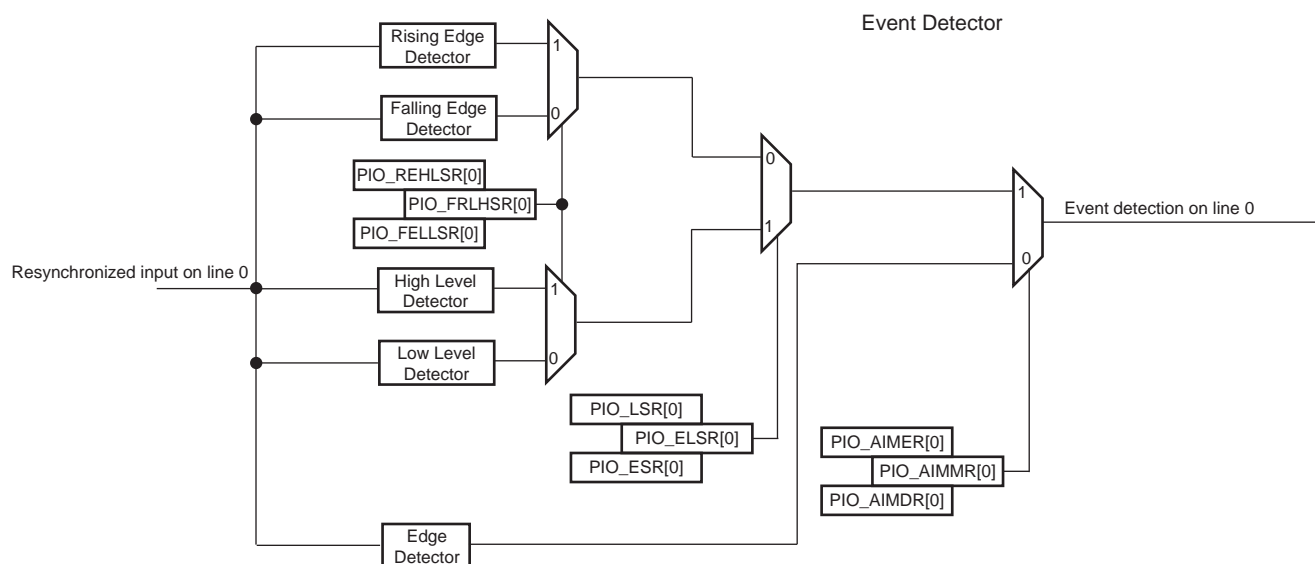 Event Detector
Rising Edge
Detector
1
Falling Edge
Detector
0
0
PIO_REHLSR[0]
PIO_FRLHSR[0]
PIO_FELLSR[0]
1
1
Event detection on line 0
0
Resynchronized input on line 0
High Level
Detector
1
Low Level
Detector
0
PIO_LSR[0]
PIO_ELSR[0]
PIO_ESR[0]
PIO_AIMER[0]
PIO_AIMMR[0]
PIO_AIMDR[0]
Edge
Detector